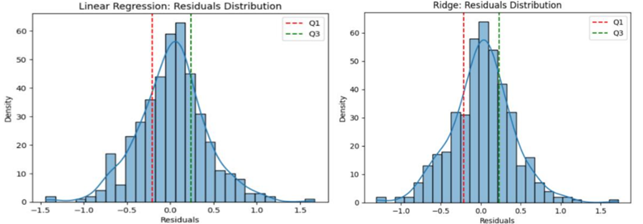 Linear Regression: Residuals Distribution
Q1
Q3
60
50
40
30
20
10
0
Density
−1.5
−1.0
−0.5
0.0
0.5
1.0
1.5
Residuals
Ridge: Residuals Distribution
Q1
Q3
60
50
40
30
20
10
0
Density
−1.0
−0.5
0.0
0.5
1.0
1.5
Residuals